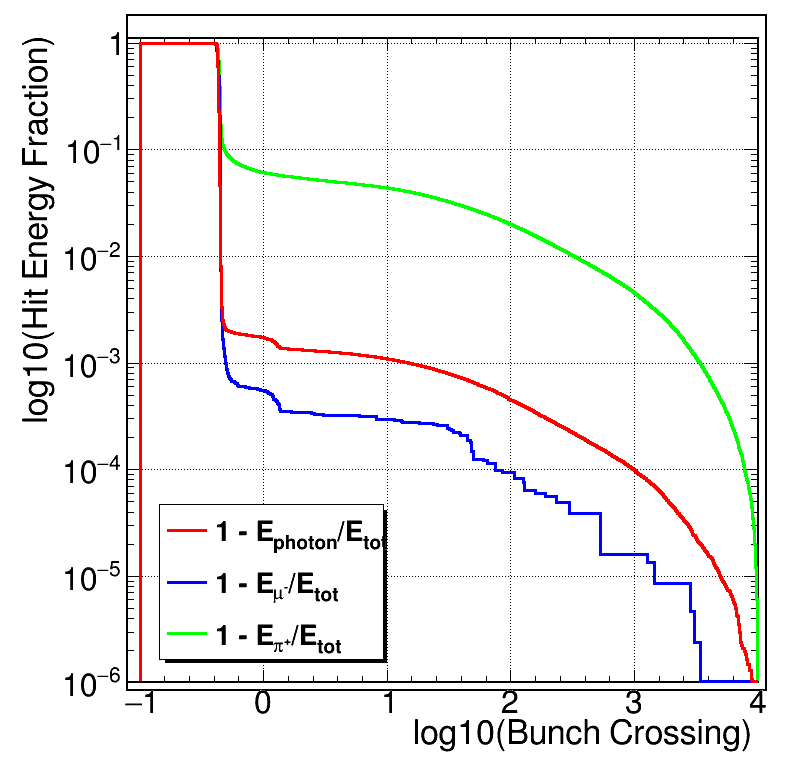 log10(Hit Energy Fraction)
1
10⁻¹
10⁻²
10⁻³
10⁻⁴
10⁻⁵
10⁻⁶
1 - E_photon/E_tot
1 - E_μ⁻/E_tot
1 - E_π⁺/E_tot
−1 0 1 2 3 4
log10(Bunch Crossing)